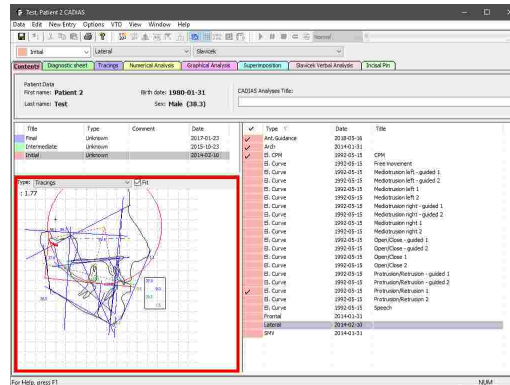 Test, Patient 2 CADIAS
Data Edit New Entry Options VTO View Window Help
Normal
Initial Lateral Slavicek
Contents Diagnostic sheet Tracings Numerical Analysis Graphical Analysis Superimposition Slavicek Verbal Analysis Incisal Pin
Patient Data
First name: Patient 2 Birth date: 1980-01-31 CADIAS Analyses Title:
Last name: Test Sex: Male (38.3)
Title Type Comment Date
Final Unknown 2017-01-23
Intermediate Unknown 2015-10-23
Initial Unknown 2014-02-10
Type: Tracings Fit
: 1.77
Type Date Title
Ant.Guidance 2018-05-16
Arch 2014-01-31
El. CPM 1992-05-15 CPM
El. Curve 1992-05-15 Free movement
El. Curve 1992-05-15 Mediotrusion left - guided 1
El. Curve 1992-05-15 Mediotrusion left - guided 2
El. Curve 1992-05-15 Mediotrusion left 1
El. Curve 1992-05-15 Mediotrusion left 2
El. Curve 1992-05-15 Mediotrusion right - guided 1
El. Curve 1992-05-15 Mediotrusion right - guided 2
El. Curve 1992-05-15 Mediotrusion right 1
El. Curve 1992-05-15 Mediotrusion right 2
El. Curve 1992-05-15 Open/Close - guided 1
El. Curve 1992-05-15 Open/Close - guided 2
El. Curve 1992-05-15 Open/Close 1
El. Curve 1992-05-15 Open/Close 2
El. Curve 1992-05-15 Protrusion/Retrusion - guided 1
El. Curve 1992-05-15 Protrusion/Retrusion - guided 2
El. Curve 1992-05-15 Protrusion/Retrusion 1
El. Curve 1992-05-15 Protrusion/Retrusion 2
El. Curve 1992-05-15 Speech
Frontal 2014-01-31
Lateral 2014-02-10
SMV 2014-01-31
For Help, press F1 NUM